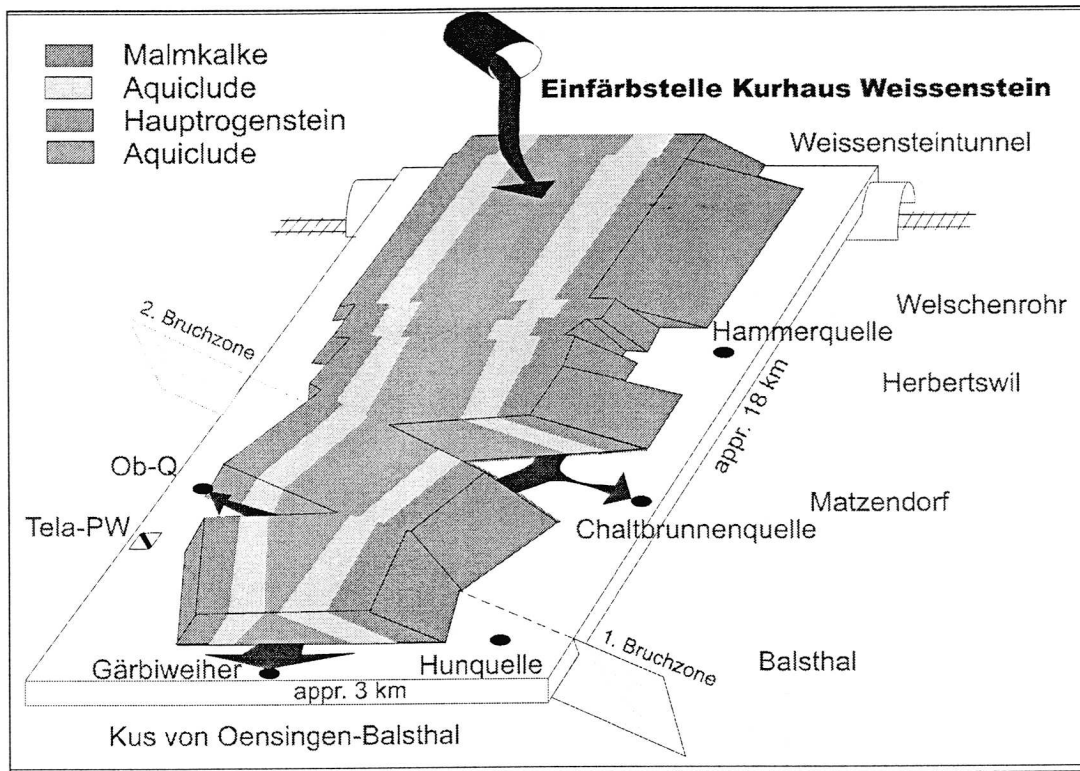 Malmkalke
Aquiclude
Hauptrogenstein
Aquiclude
Einfärbstelle Kurhaus Weissenstein
Weissensteintunnel
2. Bruchzone
Welschenrohr
Hammerquelle
Herbertswil
appr. 18 km
Ob-Q
Tela-PW
Matzendorf
Chaltbrunnenquelle
1. Bruchzone
Balsthal
Gärbiweiher
Hunquelle
appr. 3 km
Kus von Oensingen-Balsthal